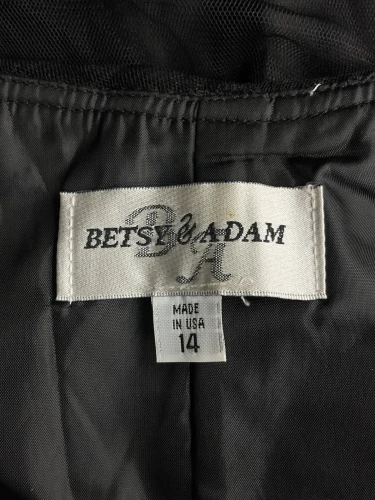 B&A
BETSY & ADAM
MADE
IN USA
14